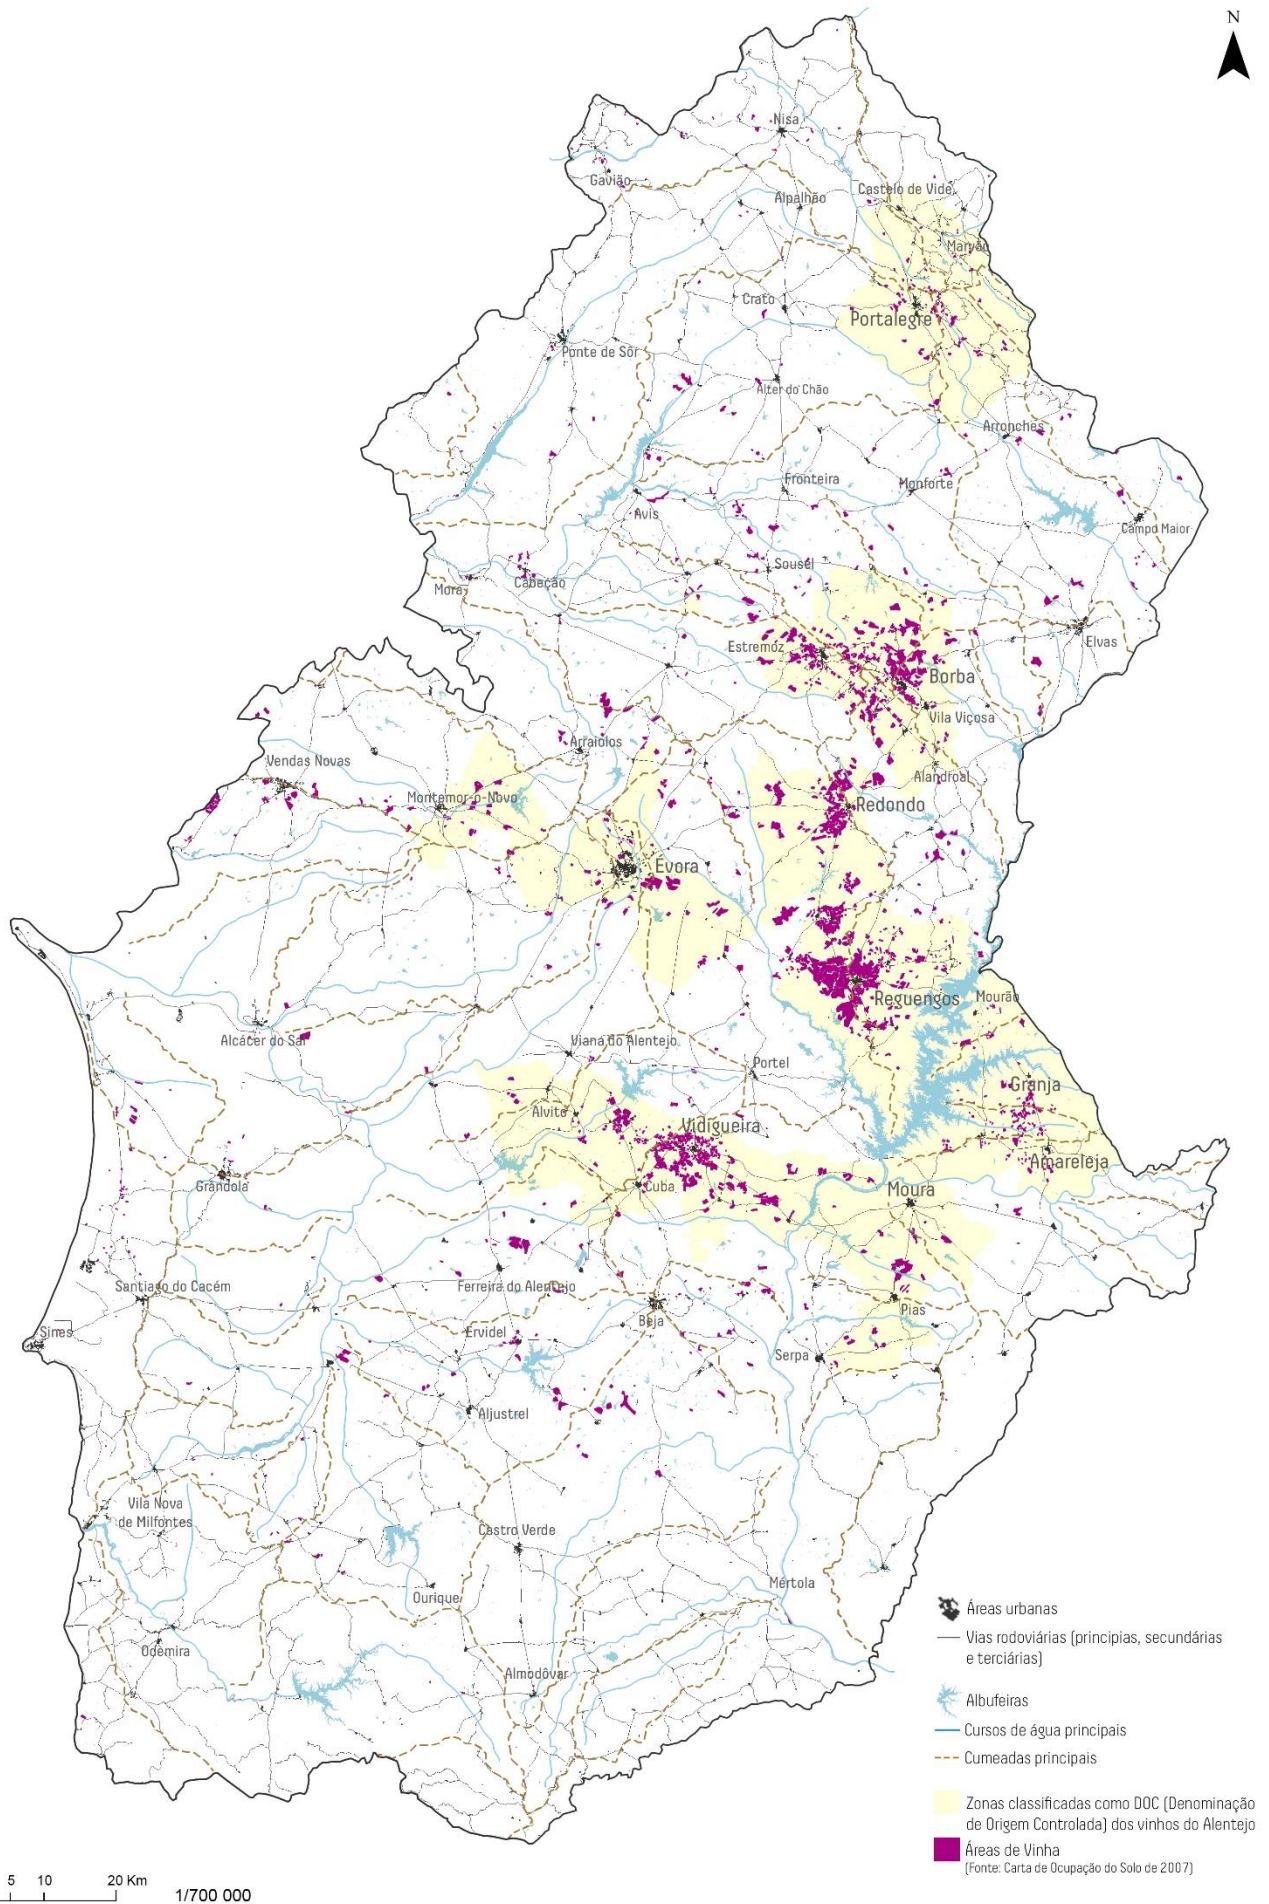 N
Nisa
Gavião
Castelo de Vide
Alpalhão
Marvão
Crato
Portalegre
Ponte de Sôr
Alter do Chão
Arronches
Fronteira
Monforte
Avis
Campo Maior
Sousel
Cabeção
Mora
Estremoz
Elvas
Borba
Vila Viçosa
Arraiolos
Vendas Novas
Alandroal
Montemor-o-Novo
Redondo
Évora
Reguengos
Mourão
Alcácer do Sal
Viana do Alentejo
Portel
Granja
Alvito
Vidigueira
Amareleja
Grândola
Cuba
Moura
Santiago do Cacém
Ferreira do Alentejo
Pias
Beja
Sines
Ervidel
Serpa
Aljustrel
Vila Nova
de Milfontes
Castro Verde
Mértola
Ourique
Odemira
Almodôvar
Áreas urbanas
Vias rodoviárias (principias, secundárias
e terciárias)
Albufeiras
Cursos de água principais
Cumeadas principais
Zonas classificadas como DOC (Denominação
de Origem Controlada) dos vinhos do Alentejo
Áreas de Vinha
(Fonte: Carta de Ocupação do Solo de 2007)
5 10 20 Km
1/700 000